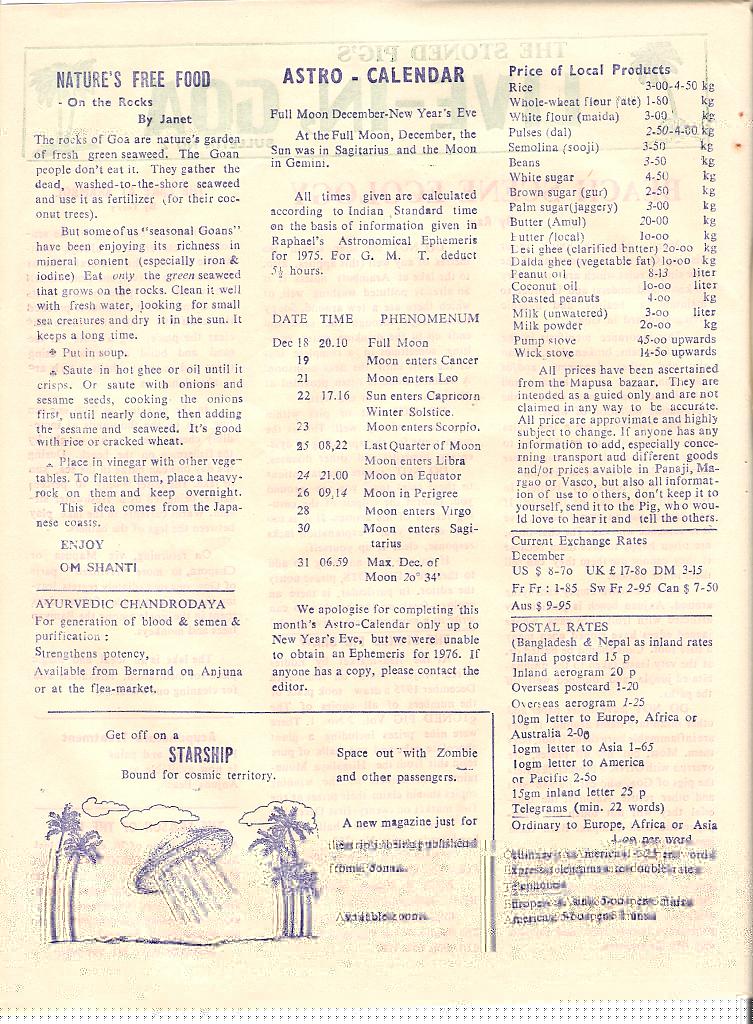 NATURE'S FREE FOOD
- On the Rocks
By Janet
The rocks of Goa are nature's garden
of fresh green seaweed. The Goan
people don't eat it. They gather the
dead, washed-to-the-shore seaweed
and use it as fertilizer (for their coc-
onut trees).
But some of us "seasonal Goans"
have been enjoying its richness in
mineral content (especially iron &
iodine) Eat only the green seaweed
that grows on the rocks. Clean it well
with fresh water, looking for small
sea creatures and dry it in the sun. It
keeps a long time.
Put in soup.
Saute in hot ghee or oil until it
crisps. Or saute with onions and
sesame seeds, cooking the onions
first, until nearly done, then adding
the sesame and seaweed. It's good
with rice or cracked wheat.
Place in vinegar with other vege-
tables. To flatten them, place a heavy-
rock on them and keep overnight.
This idea comes from the Japa-
nese coasts.
ENJOY
OM SHANTI
AYURVEDIC CHANDRODAYA
For generation of blood & semen &
purification :
Strengthens potency,
Available from Bernarnd on Anjuna
or at the flea-market.
ASTRO - CALENDAR
Full Moon December-New Year's Eve
At the Full Moon, December, the
Sun was in Sagitarius and the Moon
in Gemini.
All times given are calculated
according to Indian Standard time
on the basis of information given in
Raphael's Astronomical Ephemeris
for 1975. For G. M. T. deduct
5½ hours.
DATE TIME PHENOMENUM
Dec 18 20.10 Full Moon
19 Moon enters Cancer
21 Moon enters Leo
22 17.16 Sun enters Capricorn
Winter Solstice.
23 Moon enters Scorpio.
25 08,22 Last Quarter of Moon
Moon enters Libra
24 21.00 Moon on Equator
26 09,14 Moon in Perigree
28 Moon enters Virgo
30 Moon enters Sagi-
tarius
31 06.59 Max. Dec. of
Moon 20° 34'
We apologise for completing this
month's Astro-Calendar only up to
New Year's Eve, but we were unable
to obtain an Ephemeris for 1976. If
anyone has a copy, please contact the
editor.
Price of Local Products
Rice 3-00-4-50 kg
Whole-wheat flour (ate) 1-80 kg
White flour (maida) 3-00 kg
Pulses (dal) 2-50-4-00 kg
Semolina (sooji) 3-50 kg
Beans 3-50 kg
White sugar 4-50 kg
Brown sugar (gur) 2-50 kg
Palm sugar(jaggery) 3-00 kg
Butter (Amul) 20-00 kg
Butter (local) 10-00 kg
Desi ghee (clarified butter) 20-00 kg
Dalda ghee (vegetable fat) 10-00 kg
Peanut oil 8-13 liter
Coconut oil 10-00 liter
Roasted peanuts 4-00 kg
Milk (unwatered) 3-00 liter
Milk powder 20-00 kg
Pump stove 45-00 upwards
Wick stove 14-50 upwards
All prices have been ascertained
from the Mapusa bazaar. They are
intended as a guied only and are not
claimed in any way to be accurate.
All price are approvimate and highly
subject to change. If anyone has any
information to add, especially conce-
rning transport aud different goods
and/or prices avaible in Panaji, Ma-
rgao or Vasco, but also all informat-
ion of use to others, don't keep it to
yourself, send it to the Pig, who wou-
ld love to hear it and tell the others.
Current Exchange Rates
December
US $ 8-70 UK £ 17-80 DM 3-15
Fr Fr : 1-85 Sw Fr 2-95 Can $ 7-50
Aus $ 9-95
POSTAL RATES
(Bangladesh & Nepal as inland rates
Inland postcard 15 p
Inland aerogram 20 p
Overseas postcard 1-20
Overseas aerogram 1-25
10gm letter to Europe, Africa or
Australia 2-00
10gm letter to Asia 1-65
10gm letter to America
or Pacific 2-50
15gm inland letter 25 p
Telegrams (min. 22 words)
Ordinary to Europe, Africa or Asia
1-00 per word
Ordinary to America
Express telegrams are double rate
Telephone
Get off on a
STARSHIP
Bound for cosmic territory.
Space out with Zombie
and other passengers.
A new magazine just for
the trip is being published
from
Available soon.